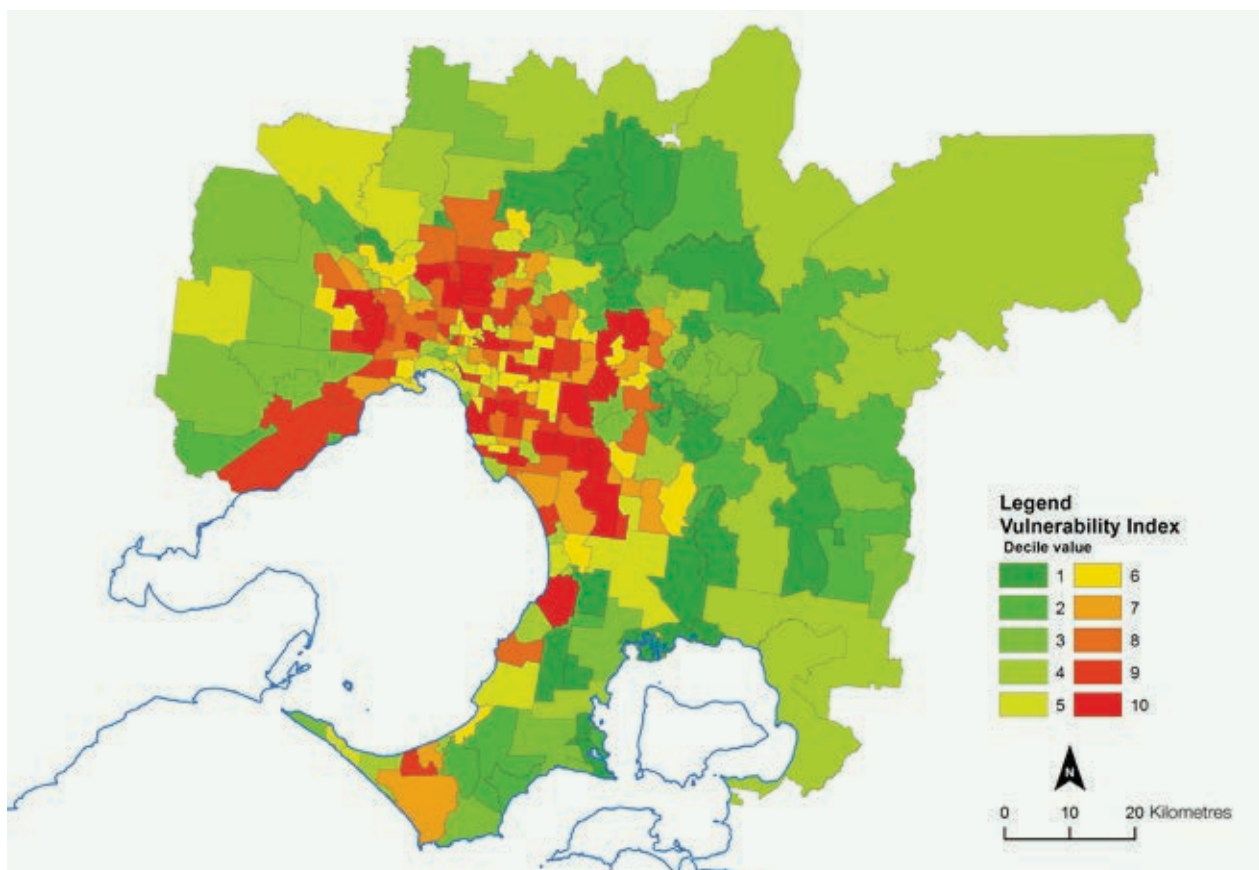 Legend
Vulnerability Index
Decile value
1 6
2 7
3 8
4 9
5 10
N
0 10 20 Kilometres